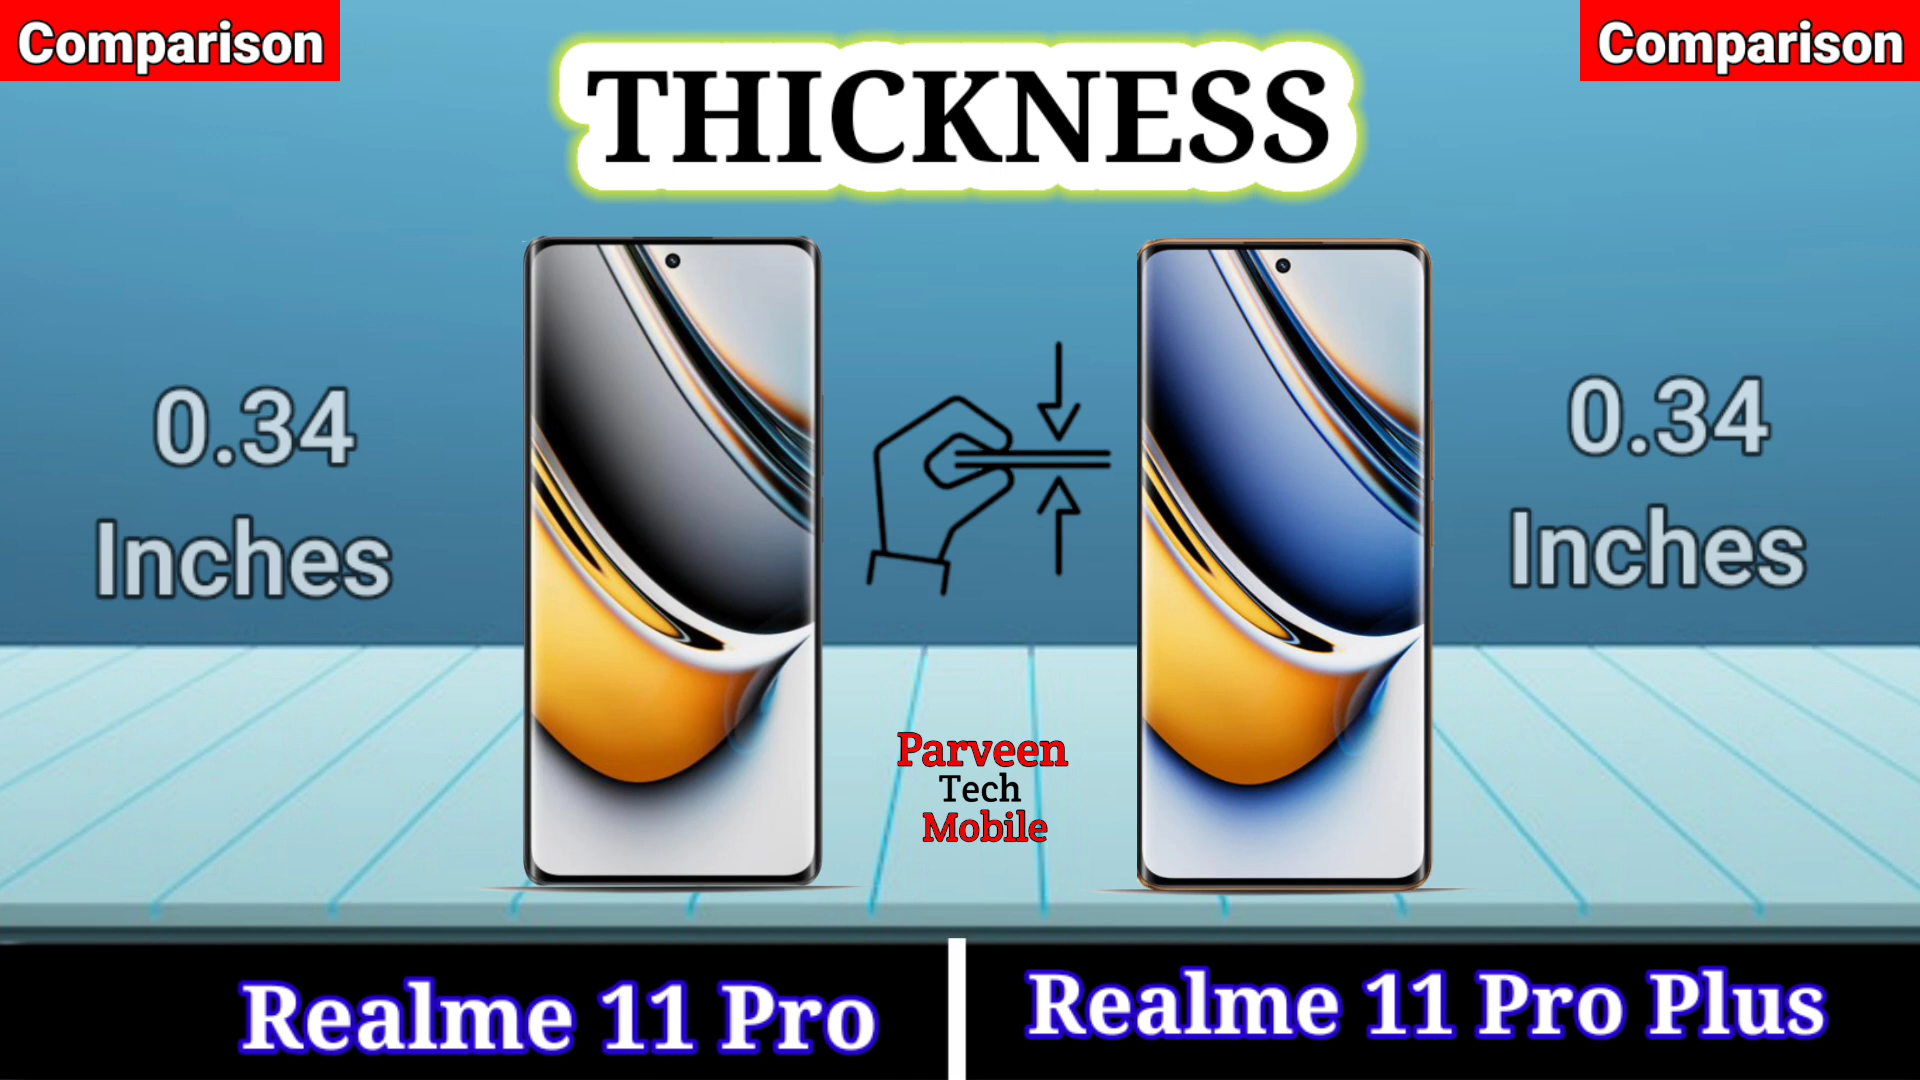 Comparison
Comparison
THICKNESS
0.34
Inches
0.34
Inches
Parveen
Tech
Mobile
Realme 11 Pro
Realme 11 Pro Plus